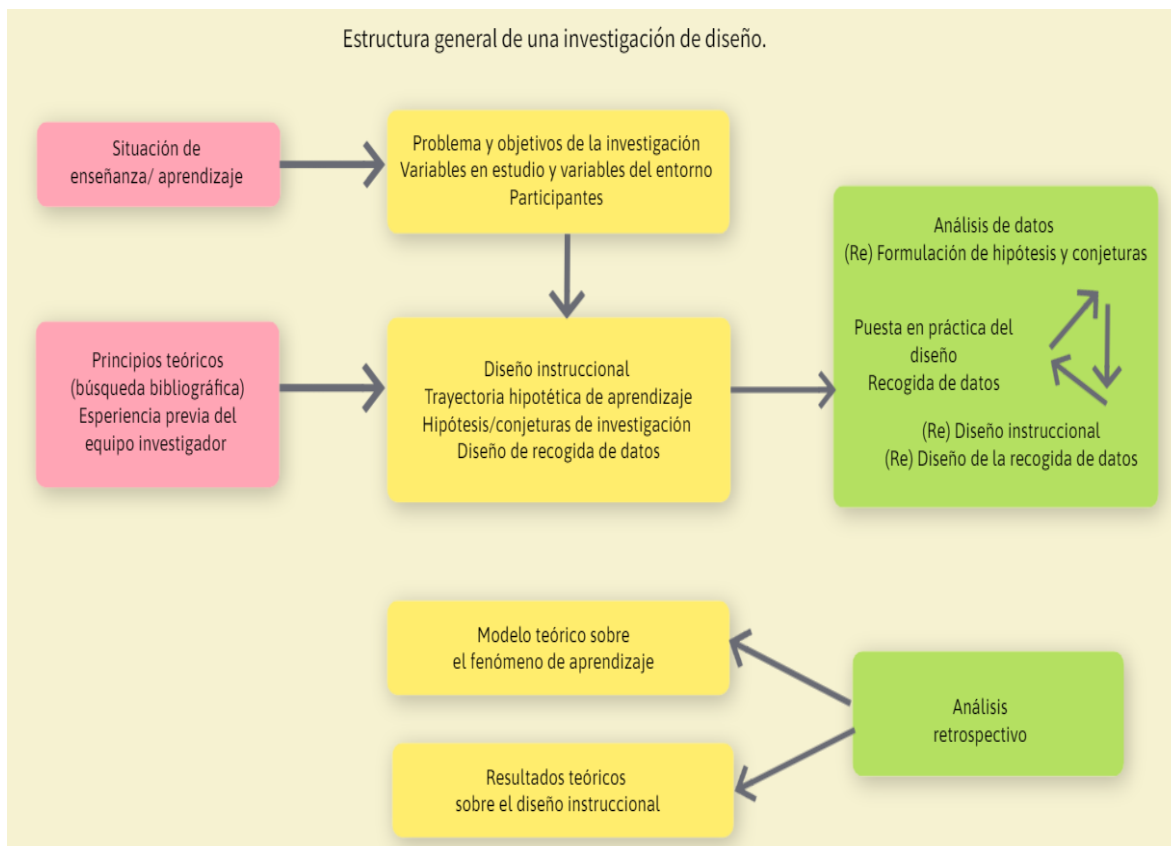 Estructura general de una investigación de diseño.
Situación de
enseñanza/ aprendizaje
Problema y objetivos de la investigación
Variables en estudio y variables del entorno
Participantes
Principios teóricos
(búsqueda bibliográfica)
Esperiencia previa del
equipo investigador
Diseño instruccional
Trayectoria hipotética de aprendizaje
Hipótesis/conjeturas de investigación
Diseño de recogida de datos
Análisis de datos
(Re) Formulación de hipótesis y conjeturas
Puesta en práctica del
diseño
Recogida de datos
(Re) Diseño instruccional
(Re) Diseño de la recogida de datos
Modelo teórico sobre
el fenómeno de aprendizaje
Resultados teóricos
sobre el diseño instruccional
Análisis
retrospectivo